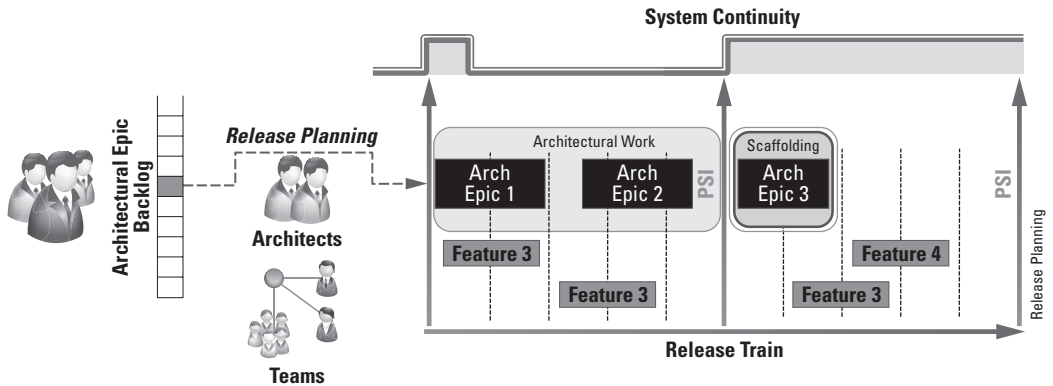 System Continuity
Architectural Epic
Backlog
Release Planning
Architects
Teams
Architectural Work
Arch
Epic 1
Arch
Epic 2
PSI
Scaffolding
Arch
Epic 3
PSI
Feature 3
Feature 3
Feature 4
Feature 3
Release Planning
Release Train